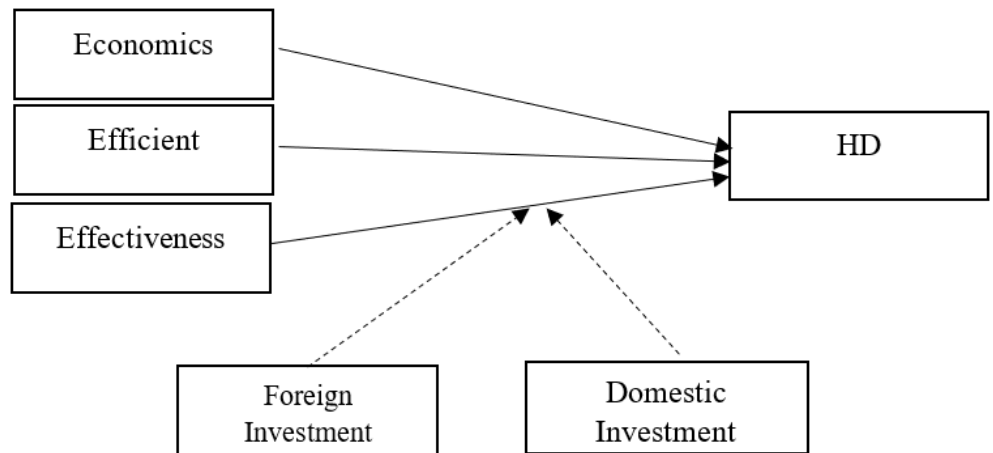 Economics
Efficient
HD
Effectiveness
Foreign
Investment
Domestic
Investment